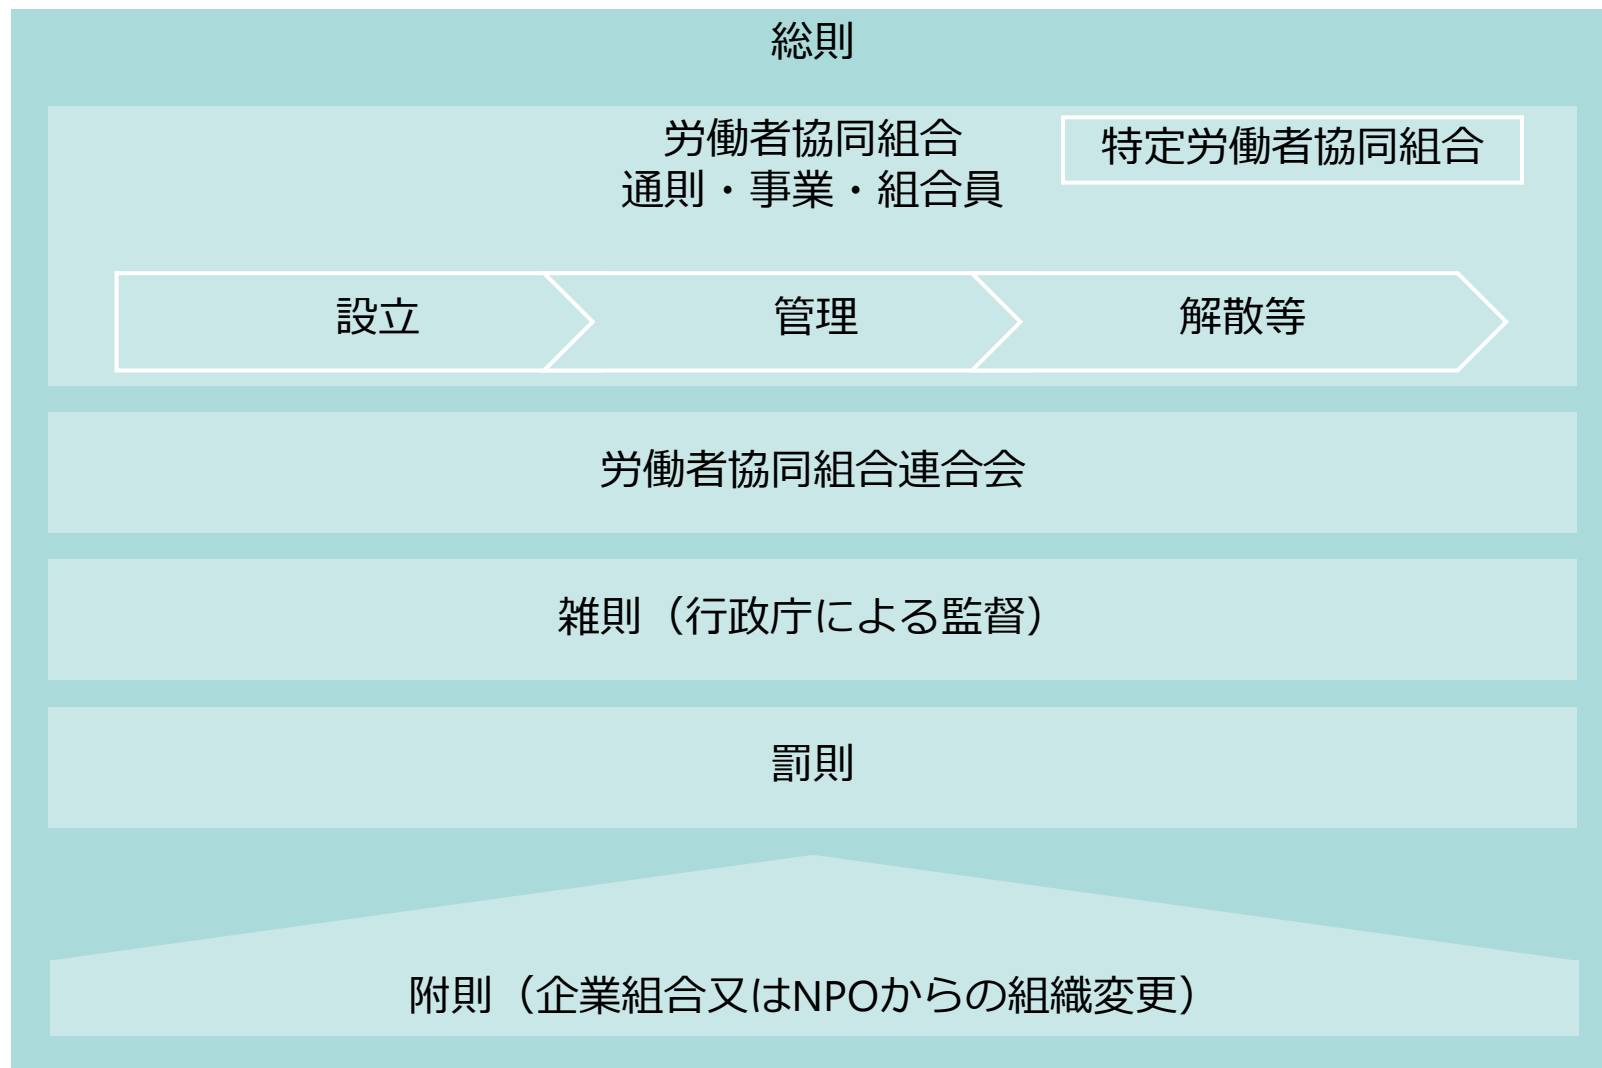 総則
労働者協同組合
通則・事業・組合員
特定労働者協同組合
設立
管理
解散等
労働者協同組合連合会
雑則（行政庁による監督）
罰則
附則（企業組合又はNPOからの組織変更）